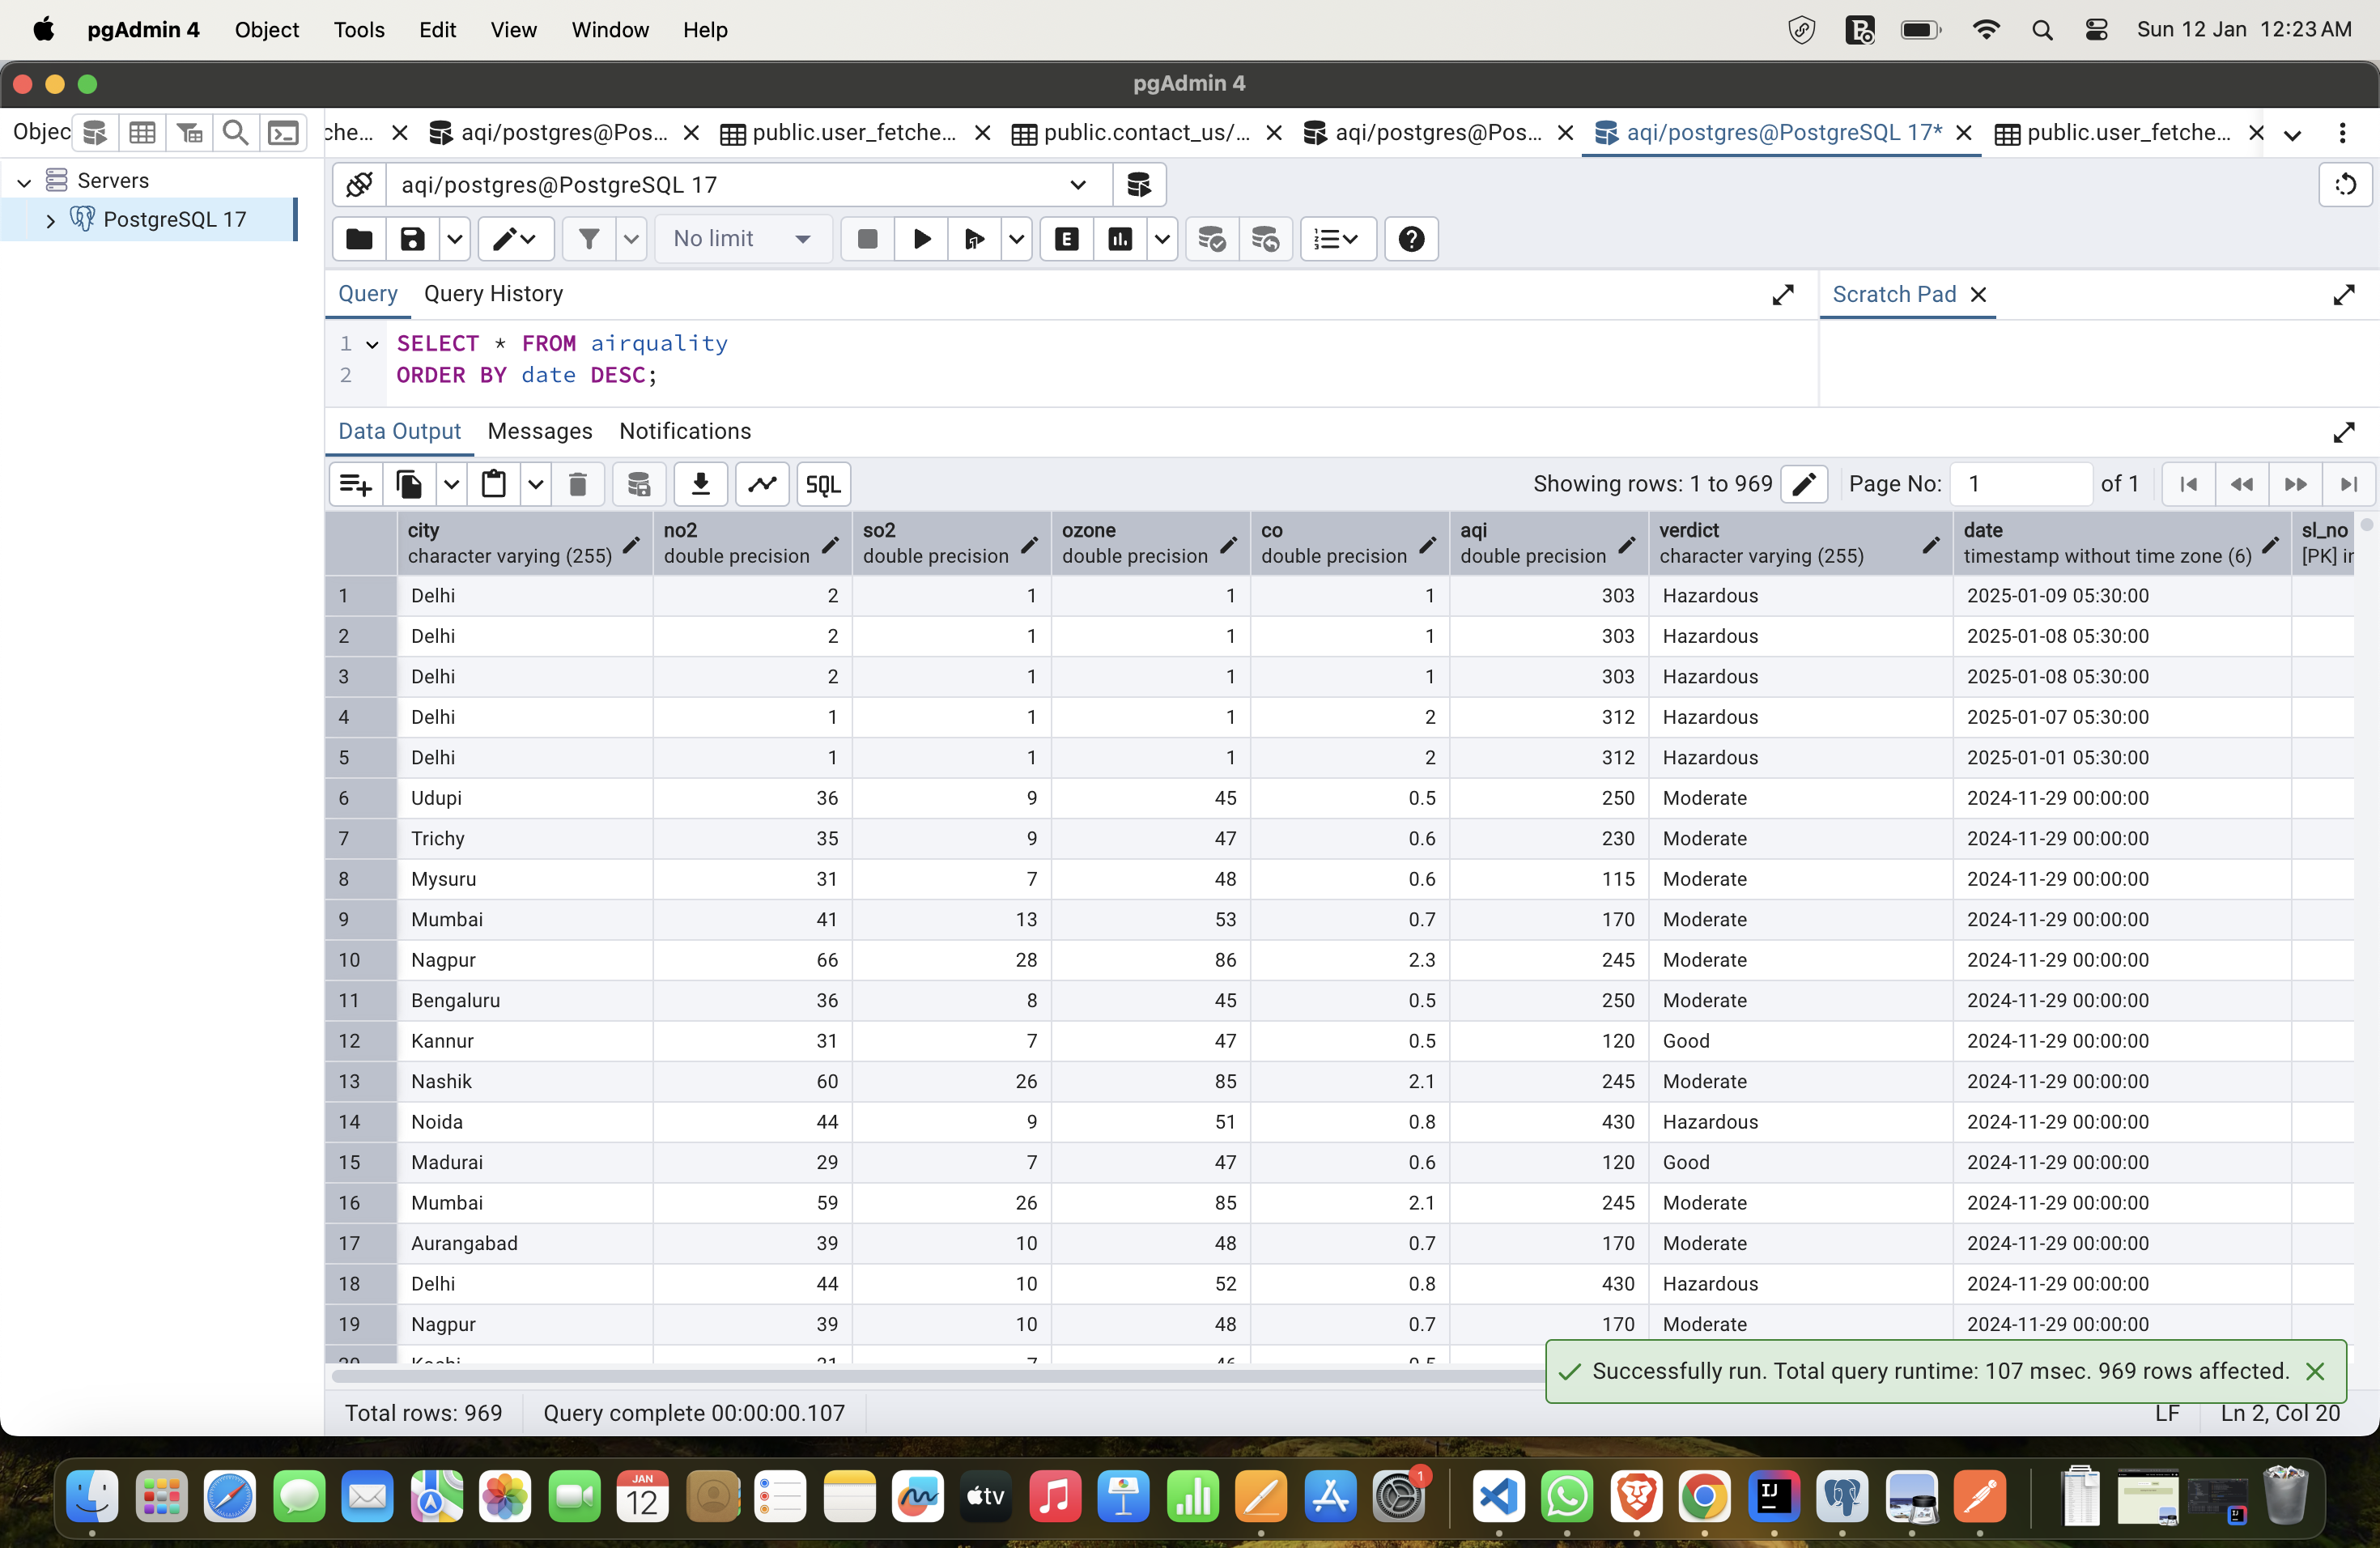 pgAdmin 4 Object Tools Edit View Window Help Sun 12 Jan 12:23 AM
pgAdmin 4
Objec che... aqi/postgres@Pos... public.user_fetche... public.contact_us/... aqi/postgres@Pos... aqi/postgres@PostgreSQL 17* public.user_fetche...
Servers
PostgreSQL 17
aqi/postgres@PostgreSQL 17
No limit E
Query Query History Scratch Pad
1 SELECT * FROM airquality
2 ORDER BY date DESC;
Data Output Messages Notifications
SQL Showing rows: 1 to 969 Page No: 1 of 1
city no2 so2 ozone co aqi verdict date sl_no
character varying (255) double precision double precision double precision double precision double precision character varying (255) timestamp without time zone (6) [PK] ir
1 Delhi 2 1 1 1 303 Hazardous 2025-01-09 05:30:00
2 Delhi 2 1 1 1 303 Hazardous 2025-01-08 05:30:00
3 Delhi 2 1 1 1 303 Hazardous 2025-01-08 05:30:00
4 Delhi 1 1 1 2 312 Hazardous 2025-01-07 05:30:00
5 Delhi 1 1 1 2 312 Hazardous 2025-01-01 05:30:00
6 Udupi 36 9 45 0.5 250 Moderate 2024-11-29 00:00:00
7 Trichy 35 9 47 0.6 230 Moderate 2024-11-29 00:00:00
8 Mysuru 31 7 48 0.6 115 Moderate 2024-11-29 00:00:00
9 Mumbai 41 13 53 0.7 170 Moderate 2024-11-29 00:00:00
10 Nagpur 66 28 86 2.3 245 Moderate 2024-11-29 00:00:00
11 Bengaluru 36 8 45 0.5 250 Moderate 2024-11-29 00:00:00
12 Kannur 31 7 47 0.5 120 Good 2024-11-29 00:00:00
13 Nashik 60 26 85 2.1 245 Moderate 2024-11-29 00:00:00
14 Noida 44 9 51 0.8 430 Hazardous 2024-11-29 00:00:00
15 Madurai 29 7 47 0.6 120 Good 2024-11-29 00:00:00
16 Mumbai 59 26 85 2.1 245 Moderate 2024-11-29 00:00:00
17 Aurangabad 39 10 48 0.7 170 Moderate 2024-11-29 00:00:00
18 Delhi 44 10 52 0.8 430 Hazardous 2024-11-29 00:00:00
19 Nagpur 39 10 48 0.7 170 Moderate 2024-11-29 00:00:00
Successfully run. Total query runtime: 107 msec. 969 rows affected.
Total rows: 969 Query complete 00:00:00.107 LF Ln 2, Col 20
JAN
12
tv
1
IJ